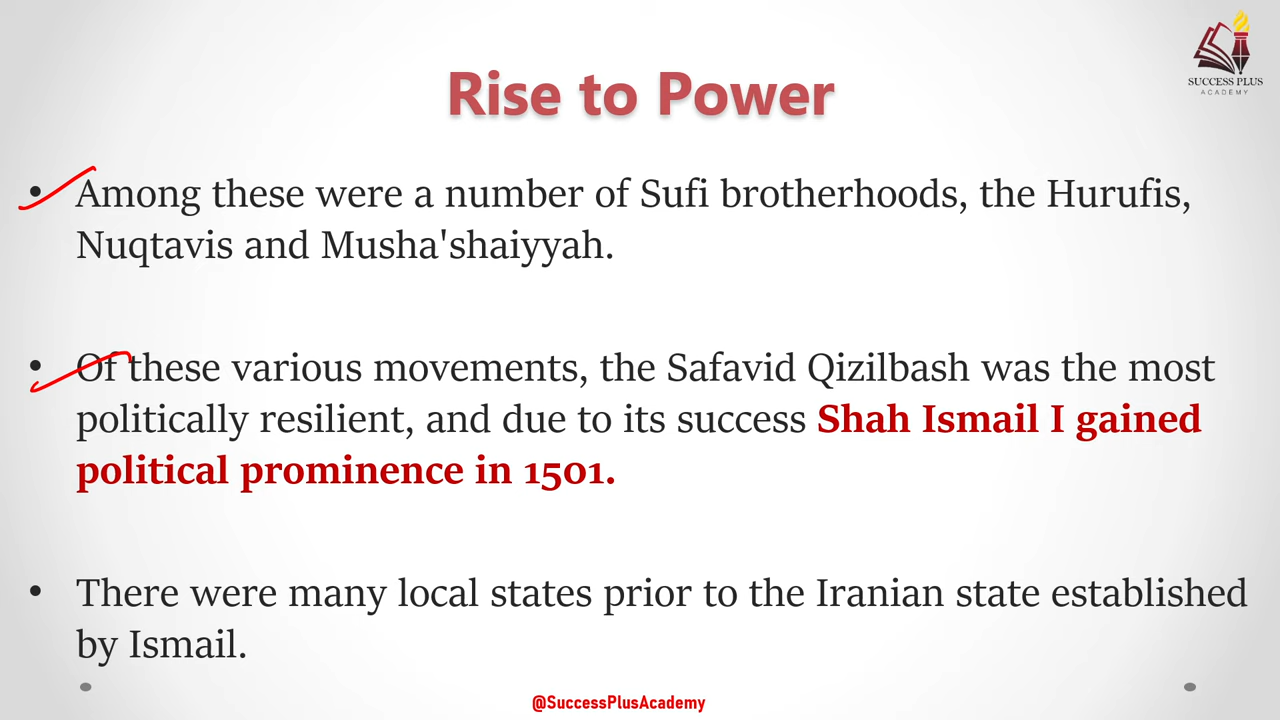 SUCCESS PLUS
ACADEMY
Rise to Power
• Among these were a number of Sufi brotherhoods, the Hurufis,
Nuqtavis and Musha'shaiyyah.
• Of these various movements, the Safavid Qizilbash was the most
politically resilient, and due to its success Shah Ismail I gained
political prominence in 1501.
• There were many local states prior to the Iranian state established
by Ismail.
@SuccessPlusAcademy